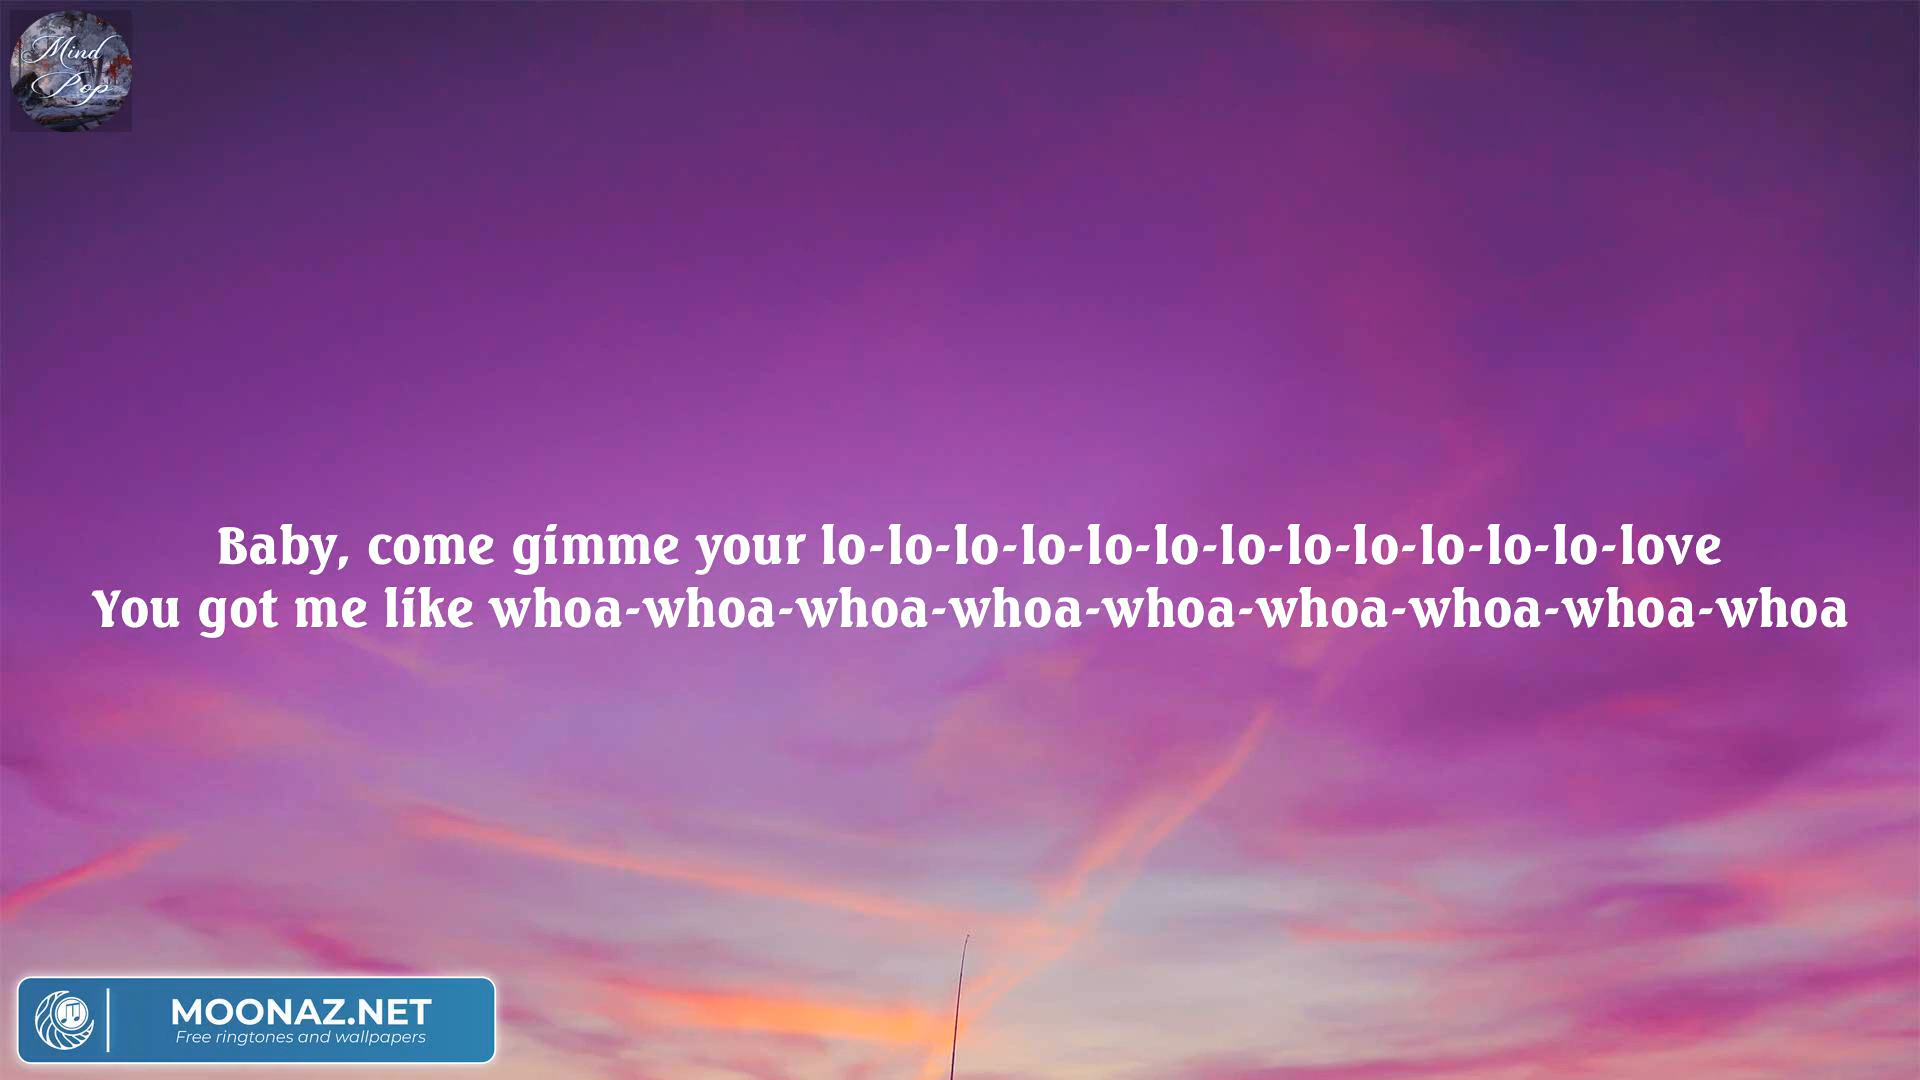 Mind
Pop
Baby, come gimme your lo-lo-lo-lo-lo-lo-lo-lo-lo-lo-lo-lo-love
You got me like whoa-whoa-whoa-whoa-whoa-whoa-whoa-whoa-whoa
MOONAZ.NET
Free ringtones and wallpapers